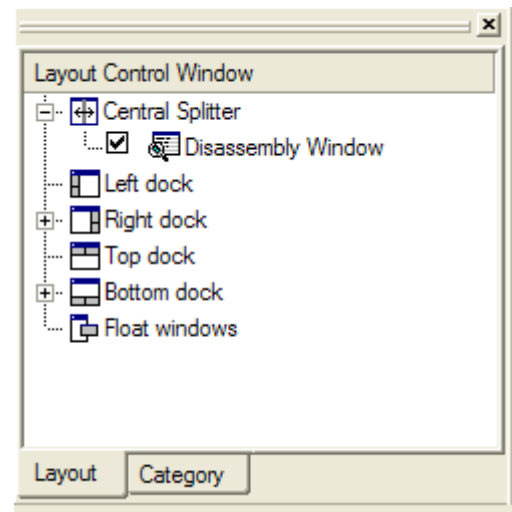 Layout Control Window
Central Splitter
Disassembly Window
Left dock
Right dock
Top dock
Bottom dock
Float windows
Layout Category